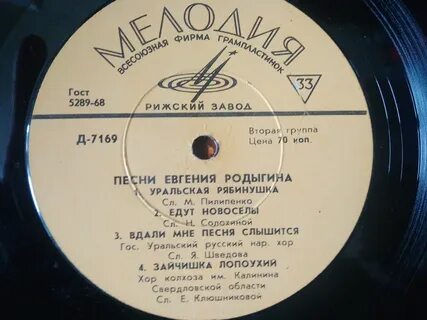 МЕЛОДИЯ
ВСЕСОЮЗНАЯ ФИРМА ГРАМПЛАСТИНОК
33
Гост
5289-68
РИЖСКИЙ ЗАВОД
Д-7169
Вторая группа
Цена 70 коп.
ПЕСНИ ЕВГЕНИЯ РОДЫГИНА
1. УРАЛЬСКАЯ РЯБИНУШКА
Сл. М. Пилипенко
2. ЕДУТ НОВОСЕЛЫ
Сл. Н. Солохиной
3. ВДАЛИ МНЕ ПЕСНЯ СЛЫШИТСЯ
Гос. Уральский русский нар. хор
Сл. Я. Шведова
4. ЗАЙЧИШКА ЛОПОУХИЙ
Хор колхоза им. Калинина
Свердловской области
Сл. Е. Клюшниковой